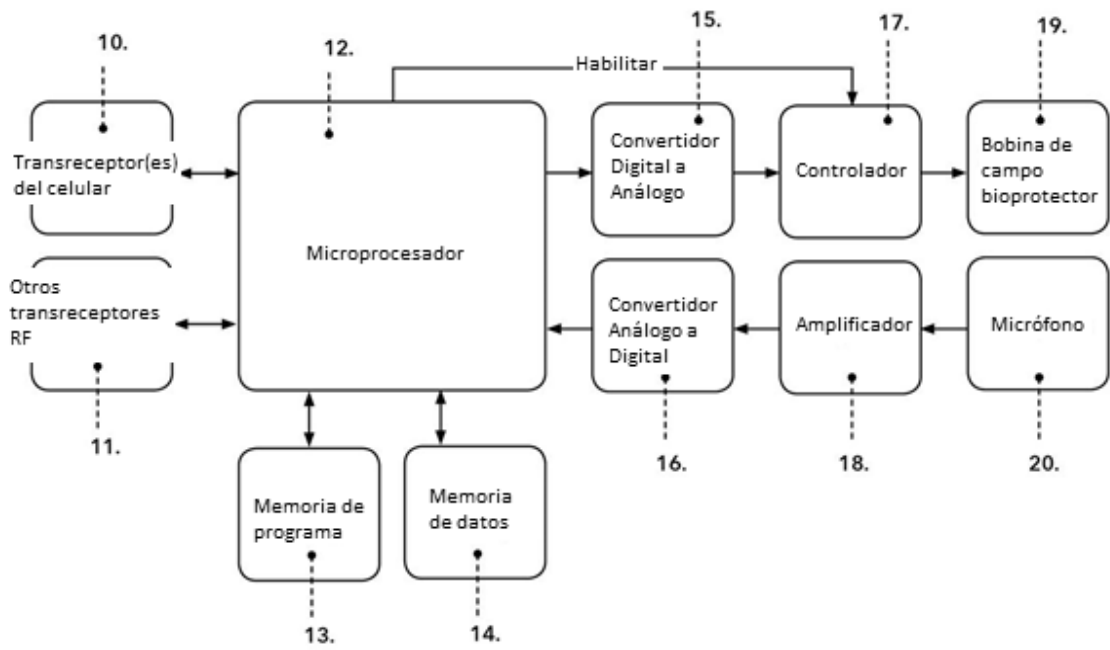 10.
12.
15.
17.
19.
Habilitar
Transreceptor(es)
del celular
Convertidor
Digital a
Análogo
Controlador
Bobina de
campo
bioprotector
Microprocesador
Otros
transreceptores
RF
Convertidor
Análogo a
Digital
Amplificador
Micrófono
11.
16.
18.
20.
Memoria de
programa
Memoria
de datos
13.
14.